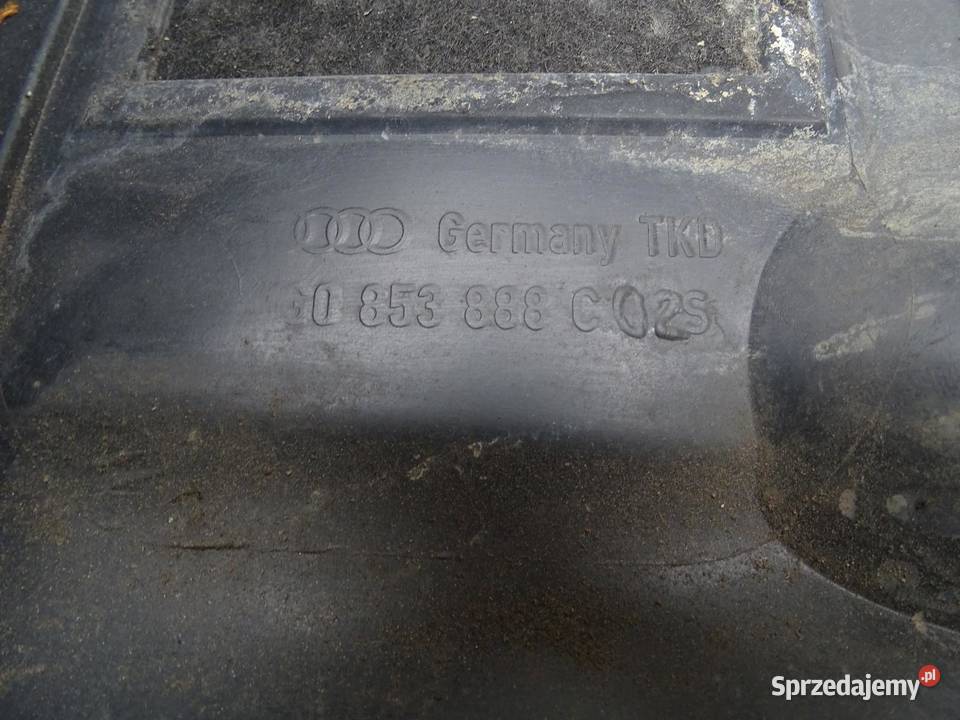 Germany TKD
0 853 888 C 02S
Sprzedajemy.pl